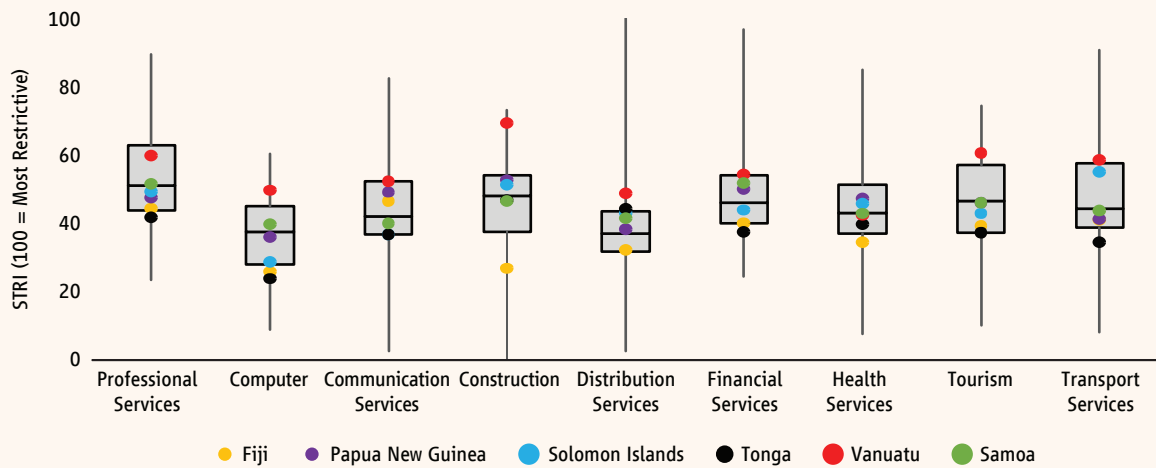 STRI (100 = Most Restrictive)
100
80
60
40
20
0
Professional Services
Computer
Communication Services
Construction
Distribution Services
Financial Services
Health Services
Tourism
Transport Services
Fiji
Papua New Guinea
Solomon Islands
Tonga
Vanuatu
Samoa